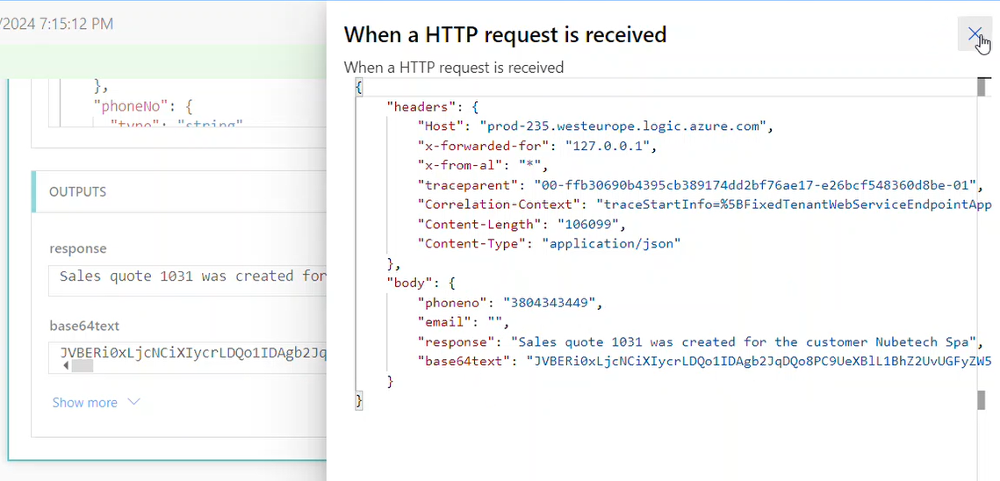 /2024 7:15:12 PM
},
"phoneNo": {
"type": "string"
OUTPUTS
response
Sales quote 1031 was created for
base64text
JVBERi0xLjcNCiXIycrLDQo1IDAgb2Jq
Show more
When a HTTP request is received
When a HTTP request is received
{
"headers": {
"Host": "prod-235.westeurope.logic.azure.com",
"x-forwarded-for": "127.0.0.1",
"x-from-al": "*",
"traceparent": "00-ffb30690b4395cb389174dd2bf76ae17-e26bcf548360d8be-01",
"Correlation-Context": "traceStartInfo=%5BFixedTenantWebServiceEndpointApp
"Content-Length": "106099",
"Content-Type": "application/json"
},
"body": {
"phoneno": "3804343449",
"email": "",
"response": "Sales quote 1031 was created for the customer Nubetech Spa",
"base64text": "JVBERi0xLjcNCiXIycrLDQo1IDAgb2JqDQo8PC9UeXBlL1BhZ2UvUGFyZW5
}
}